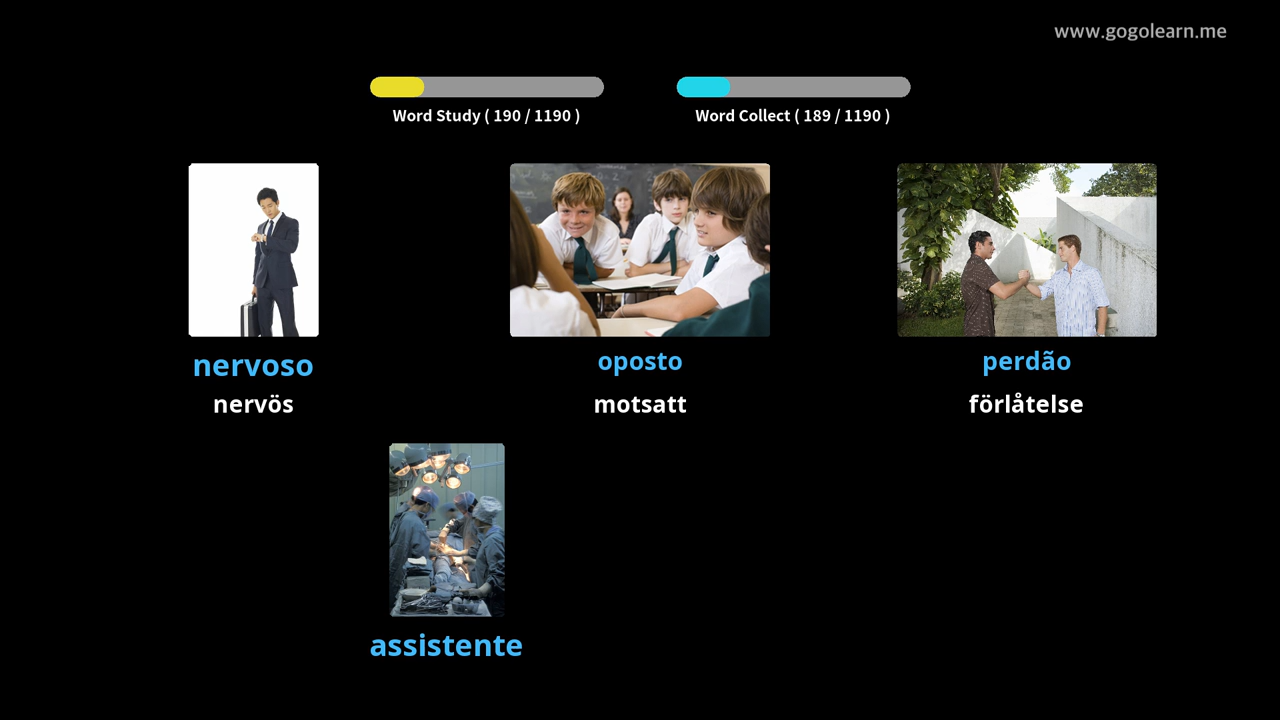 www.gogolearn.me
Word Study ( 190 / 1190 )
Word Collect ( 189 / 1190 )
nervoso
oposto
perdão
nervös
motsatt
förlåtelse
assistente